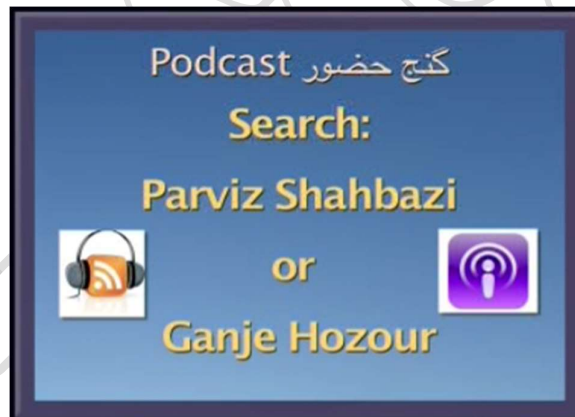 گنج حضور Podcast
Search:
Parviz Shahbazi
or
Ganje Hozour